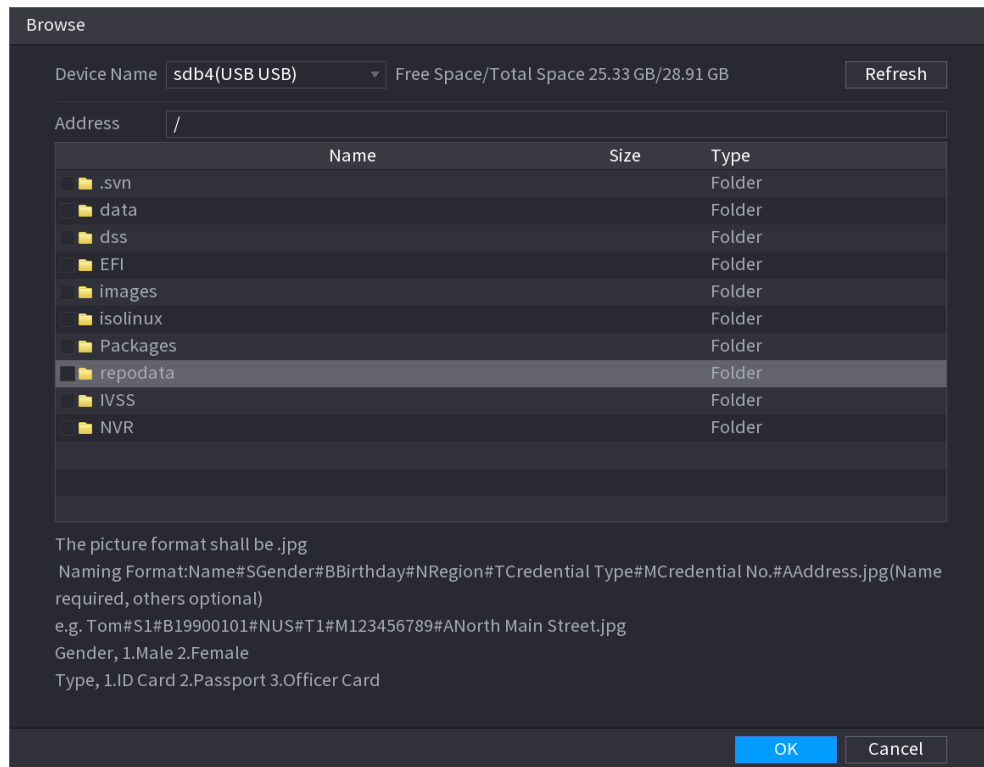 Browse
Device Name sdb4(USB USB) Free Space/Total Space 25.33 GB/28.91 GB Refresh
Address /
Name Size Type
.svn Folder
data Folder
dss Folder
EFI Folder
images Folder
isolinux Folder
Packages Folder
repodata Folder
IVSS Folder
NVR Folder
The picture format shall be .jpg
Naming Format:Name#SGender#BBirthday#NRegion#TCredential Type#MCredential No.#AAddress.jpg(Name
required, others optional)
e.g. Tom#S1#B19900101#NUS#T1#M123456789#ANorth Main Street.jpg
Gender, 1.Male 2.Female
Type, 1.ID Card 2.Passport 3.Officer Card
OK Cancel